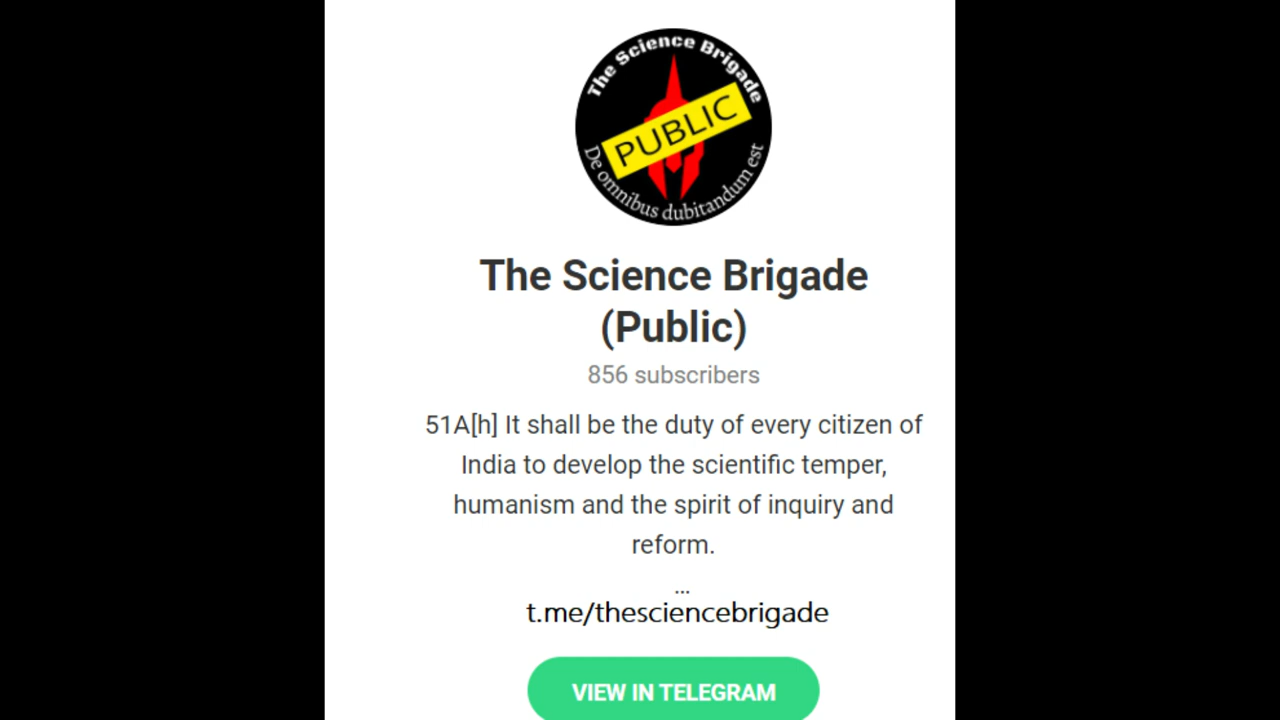 The Science Brigade
PUBLIC
De omnibus dubitandum est
The Science Brigade
(Public)
856 subscribers
51A[h] It shall be the duty of every citizen of
India to develop the scientific temper,
humanism and the spirit of inquiry and
reform.
...
t.me/thesciencebrigade
VIEW IN TELEGRAM